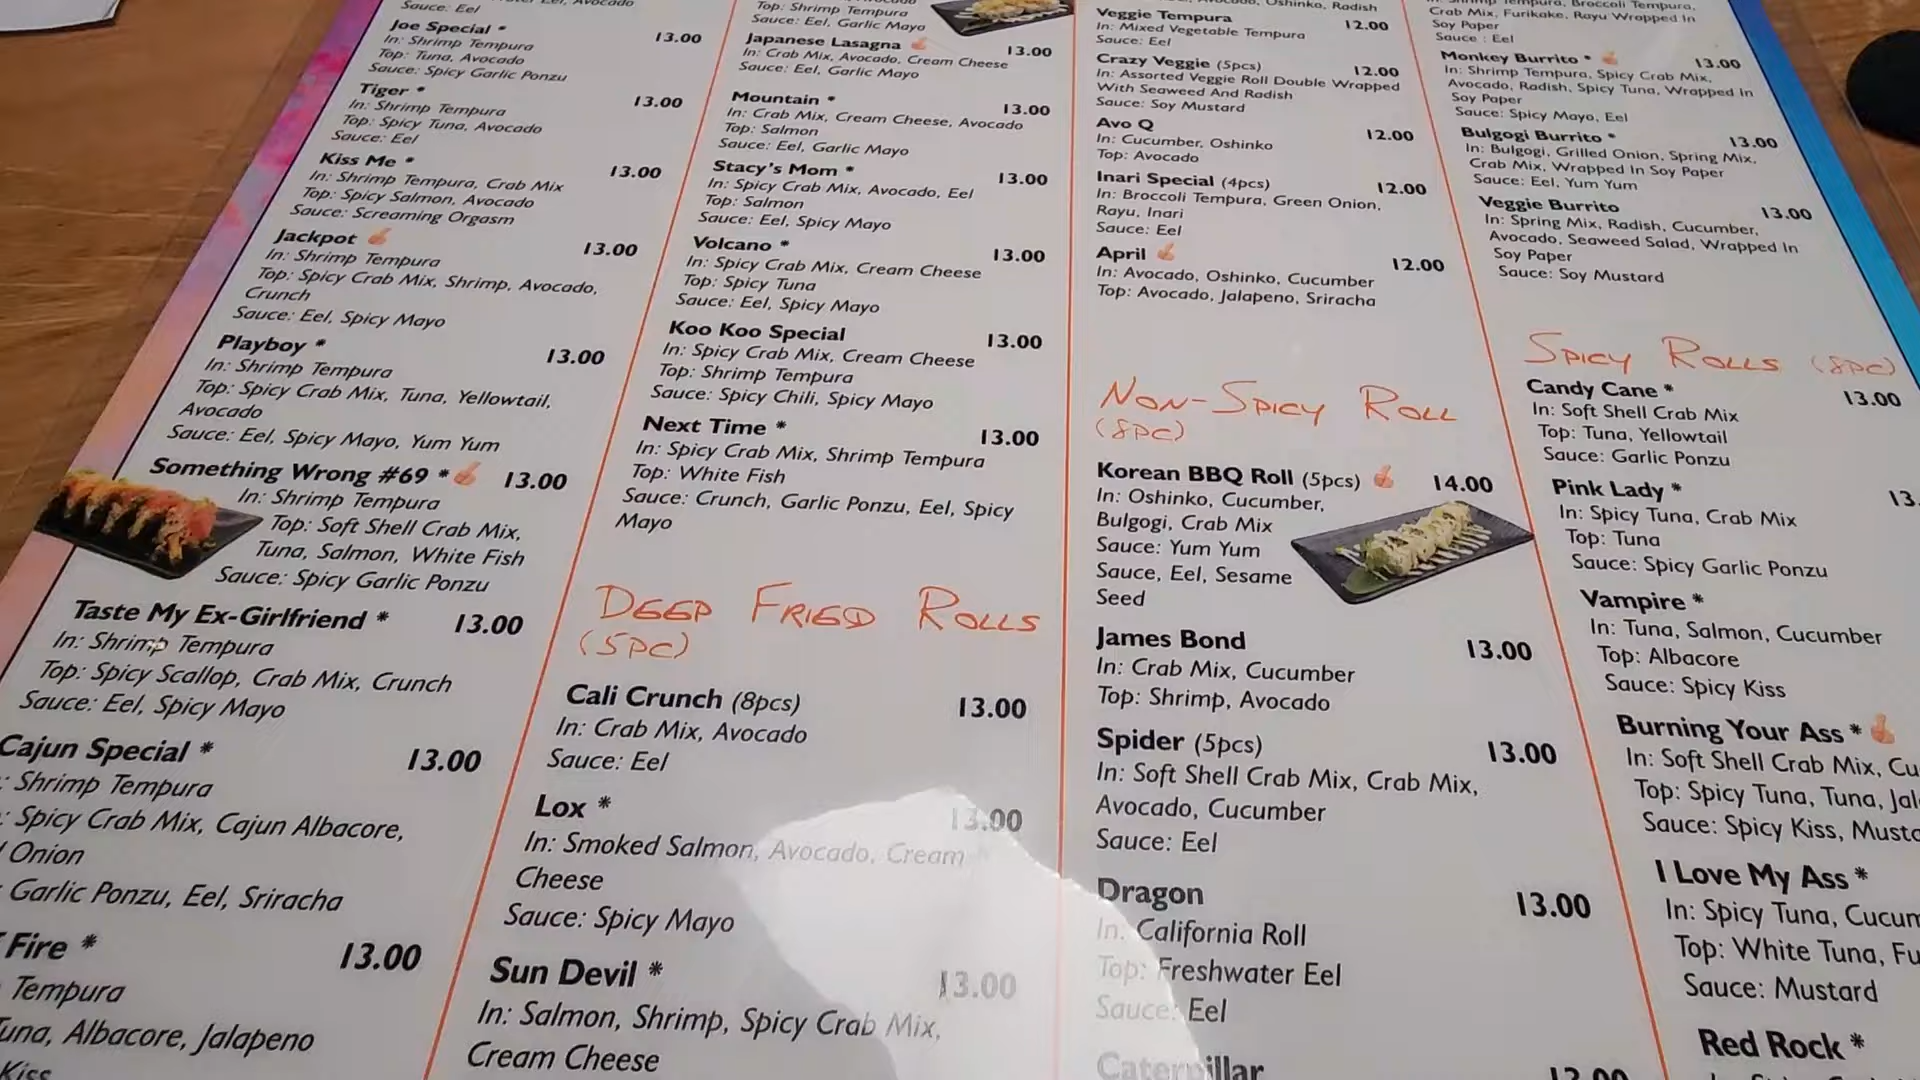 Sauce: Eel
Joe Special * 13.00
In: Shrimp Tempura
Top: Tuna, Avocado
Sauce: Spicy Garlic Ponzu
Tiger * 13.00
In: Shrimp Tempura
Top: Spicy Tuna, Avocado
Sauce: Eel
Kiss Me * 13.00
In: Shrimp Tempura, Crab Mix
Top: Spicy Salmon, Avocado
Sauce: Screaming Orgasm
Jackpot 13.00
In: Shrimp Tempura
Top: Spicy Crab Mix, Shrimp, Avocado,
Crunch
Sauce: Eel, Spicy Mayo
Playboy * 13.00
In: Shrimp Tempura
Top: Spicy Crab Mix, Tuna, Yellowtail,
Avocado
Sauce: Eel, Spicy Mayo, Yum Yum
Something Wrong #69 * 13.00
In: Shrimp Tempura
Top: Soft Shell Crab Mix,
Tuna, Salmon, White Fish
Sauce: Spicy Garlic Ponzu
Taste My Ex-Girlfriend * 13.00
In: Shrimp Tempura
Top: Spicy Scallop, Crab Mix, Crunch
Sauce: Eel, Spicy Mayo
Cajun Special * 13.00
: Shrimp Tempura
: Spicy Crab Mix, Cajun Albacore,
Onion
: Garlic Ponzu, Eel, Sriracha
Fire * 13.00
Tempura
Tuna, Albacore, Jalapeno
Kiss
Top: Shrimp Tempura
Sauce: Eel, Garlic Mayo
Japanese Lasagna 13.00
In: Crab Mix, Avocado, Cream Cheese
Sauce: Eel, Garlic Mayo
Mountain * 13.00
In: Crab Mix, Cream Cheese, Avocado
Top: Salmon
Sauce: Eel, Garlic Mayo
Stacy's Mom * 13.00
In: Spicy Crab Mix, Avocado, Eel
Top: Salmon
Sauce: Eel, Spicy Mayo
Volcano * 13.00
In: Spicy Crab Mix, Cream Cheese
Top: Spicy Tuna
Sauce: Eel, Spicy Mayo
Koo Koo Special 13.00
In: Spicy Crab Mix, Cream Cheese
Top: Shrimp Tempura
Sauce: Spicy Chili, Spicy Mayo
Next Time * 13.00
In: Spicy Crab Mix, Shrimp Tempura
Top: White Fish
Sauce: Crunch, Garlic Ponzu, Eel, Spicy
Mayo
DEEP FRIED ROLLS
(5PC)
Cali Crunch (8pcs) 13.00
In: Crab Mix, Avocado
Sauce: Eel
Lox * 13.00
In: Smoked Salmon, Avocado, Cream
Cheese
Sauce: Spicy Mayo
Sun Devil * 13.00
In: Salmon, Shrimp, Spicy Crab Mix,
Cream Cheese
Oshinko, Radish
Veggie Tempura 12.00
In: Mixed Vegetable Tempura
Sauce: Eel
Crazy Veggie (5pcs) 12.00
In: Assorted Veggie Roll Double Wrapped
With Seaweed And Radish
Sauce: Soy Mustard
Avo Q 12.00
In: Cucumber, Oshinko
Top: Avocado
Inari Special (4pcs) 12.00
In: Broccoli Tempura, Green Onion,
Rayu, Inari
Sauce: Eel
April 12.00
In: Avocado, Oshinko, Cucumber
Top: Avocado, Jalapeno, Sriracha
NON-SPICY ROLL
(8PC)
Korean BBQ Roll (5pcs) 14.00
In: Oshinko, Cucumber,
Bulgogi, Crab Mix
Sauce: Yum Yum
Sauce, Eel, Sesame
Seed
James Bond 13.00
In: Crab Mix, Cucumber
Top: Shrimp, Avocado
Spider (5pcs) 13.00
In: Soft Shell Crab Mix, Crab Mix,
Avocado, Cucumber
Sauce: Eel
Dragon 13.00
In: California Roll
Top: Freshwater Eel
Sauce: Eel
Caterpillar
Tempura, Broccoli Tempura,
Crab Mix, Furikake, Rayu Wrapped In
Soy Paper
Sauce : Eel
Monkey Burrito * 13.00
In: Shrimp Tempura, Spicy Crab Mix,
Avocado, Radish, Spicy Tuna, Wrapped In
Soy Paper
Sauce: Spicy Mayo, Eel
Bulgogi Burrito * 13.00
In: Bulgogi, Grilled Onion, Spring Mix,
Crab Mix, Wrapped In Soy Paper
Sauce: Eel, Yum Yum
Veggie Burrito 13.00
In: Spring Mix, Radish, Cucumber,
Avocado, Seaweed Salad, Wrapped In
Soy Paper
Sauce: Soy Mustard
SPICY ROLLS (8PC)
Candy Cane * 13.00
In: Soft Shell Crab Mix
Top: Tuna, Yellowtail
Sauce: Garlic Ponzu
Pink Lady * 13.
In: Spicy Tuna, Crab Mix
Top: Tuna
Sauce: Spicy Garlic Ponzu
Vampire *
In: Tuna, Salmon, Cucumber
Top: Albacore
Sauce: Spicy Kiss
Burning Your Ass *
In: Soft Shell Crab Mix, Cu
Top: Spicy Tuna, Tuna, Jal
Sauce: Spicy Kiss, Musta
I Love My Ass *
In: Spicy Tuna, Cucum
Top: White Tuna, Fu
Sauce: Mustard
Red Rock *